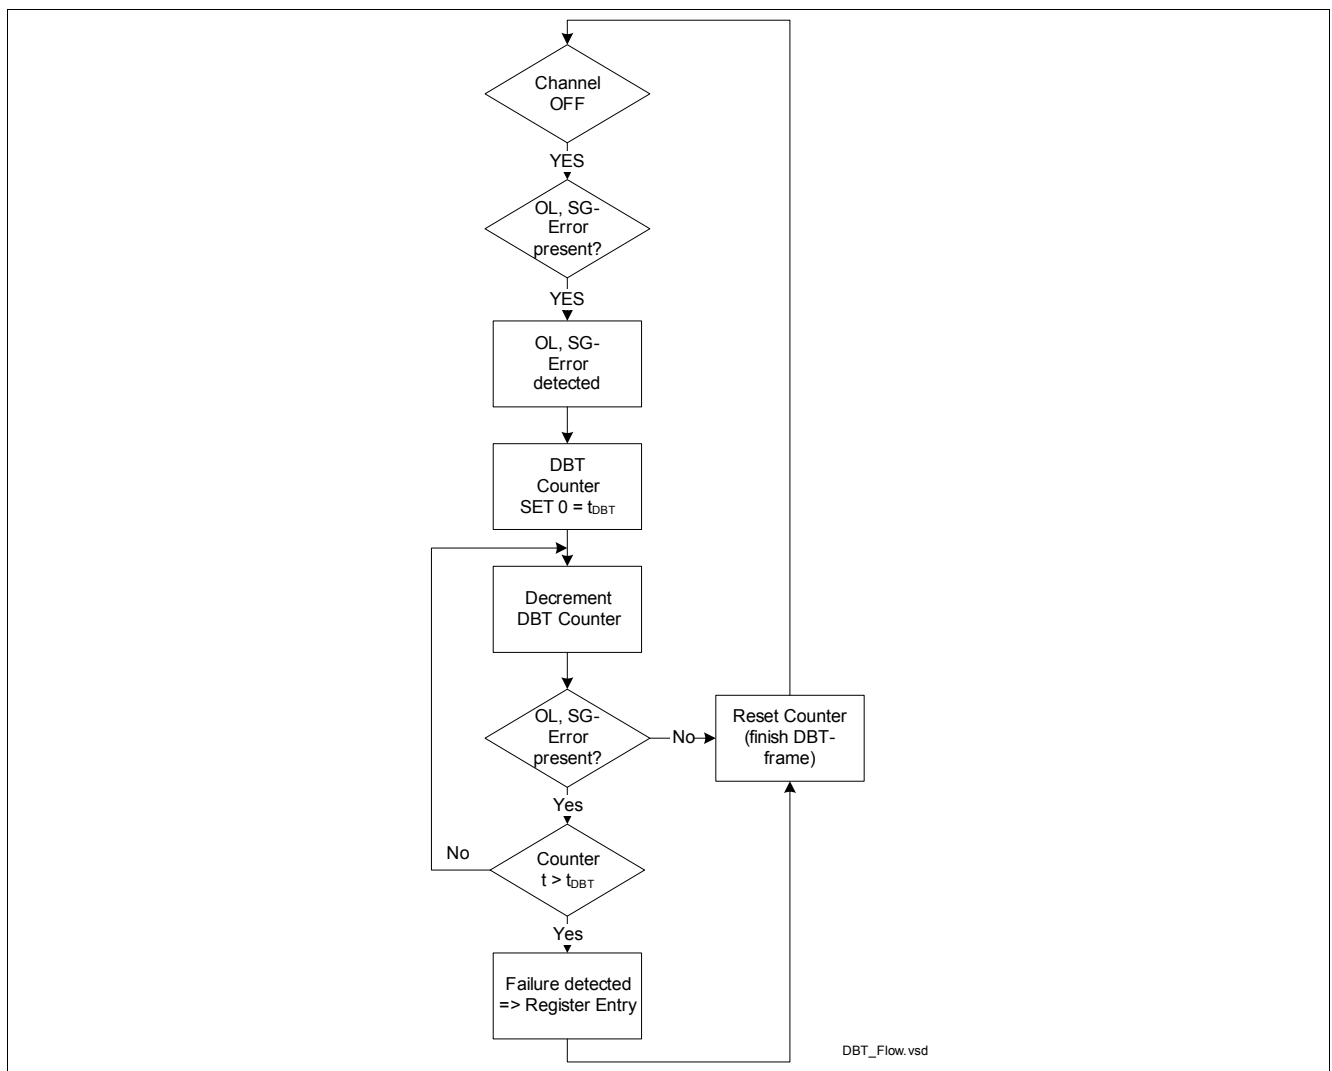 Channel
OFF
YES
OL, SG-
Error
present?
YES
OL, SG-
Error
detected
DBT
Counter
SET 0 = tDBT
Decrement
DBT Counter
OL, SG-
Error
present?
No
Reset Counter
(finish DBT-
frame)
Yes
No
Counter
t > tDBT
Yes
Failure detected
=> Register Entry
DBT_Flow.vsd